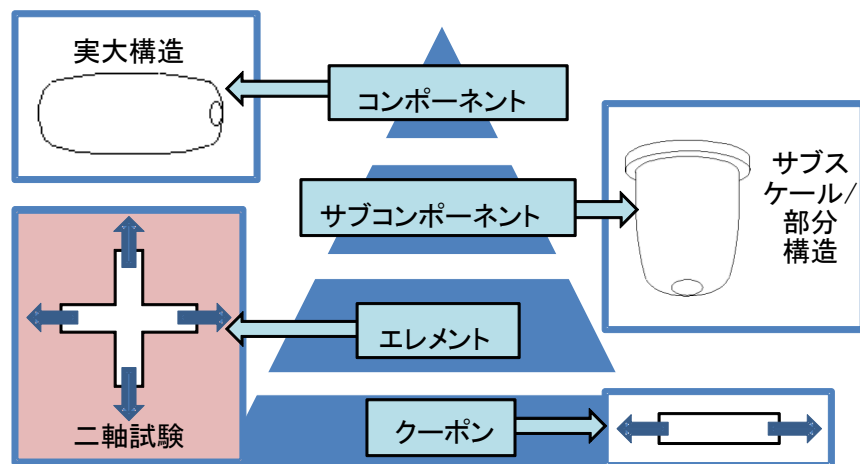 実大構造
コンポーネント
サブコンポーネント
サブス
ケール/
部分
構造
エレメント
二軸試験
クーポン